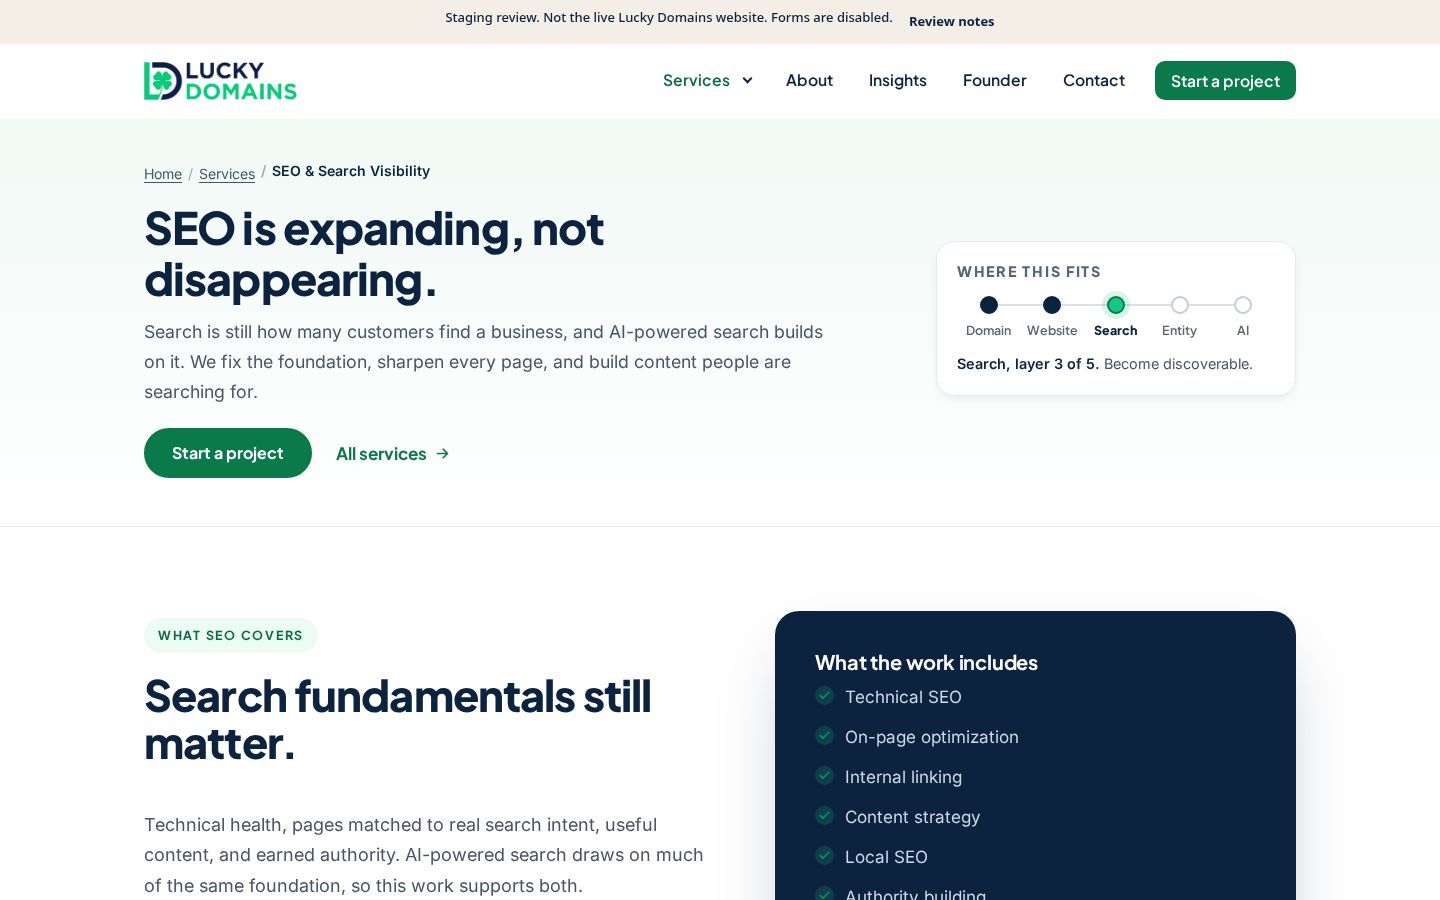 Staging review. Not the live Lucky Domains website. Forms are disabled. Review notes
LUCKY
DOMAINS
Services About Insights Founder Contact Start a project
Home / Services / SEO & Search Visibility
SEO is expanding, not
disappearing.
Search is still how many customers find a business, and AI-powered search builds
on it. We fix the foundation, sharpen every page, and build content people are
searching for.
Start a project All services →
WHERE THIS FITS
Domain Website Search Entity AI
Search, layer 3 of 5. Become discoverable.
WHAT SEO COVERS
Search fundamentals still
matter.
Technical health, pages matched to real search intent, useful
content, and earned authority. AI-powered search draws on much
of the same foundation, so this work supports both.
What the work includes
Technical SEO
On-page optimization
Internal linking
Content strategy
Local SEO
Authority building